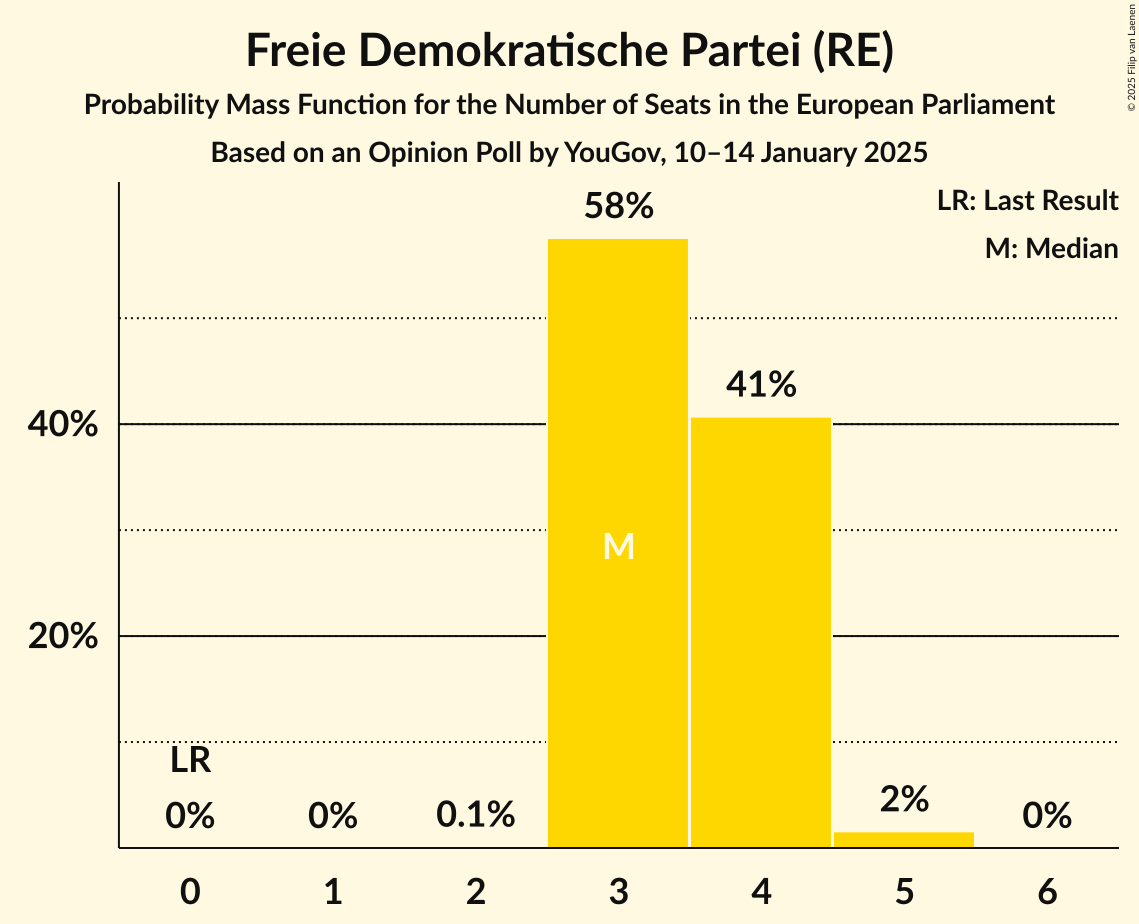 Freie Demokratische Partei (RE)
Probability Mass Function for the Number of Seats in the European Parliament
Based on an Opinion Poll by YouGov, 10–14 January 2025
© 2025 Filip van Laenen
LR: Last Result
M: Median
58%
41%
40%
M
20%
LR
0%
0%
0.1%
2%
0%
0
1
2
3
4
5
6